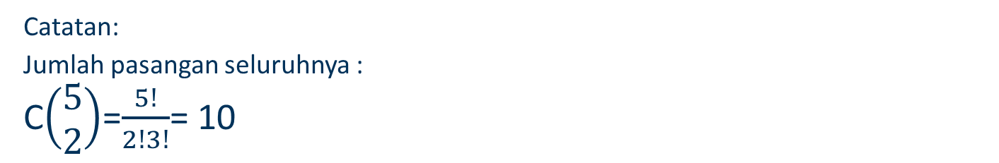 Catatan:
Jumlah pasangan seluruhnya :
C(5 2)=5!/2!3!= 10